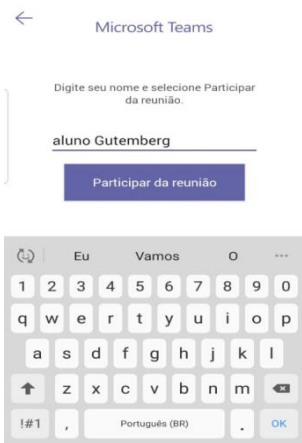 Microsoft Teams
Digite seu nome e selecione Participar
da reunião.
aluno Gutemberg
Participar da reunião
Eu Vamos O ...
1 2 3 4 5 6 7 8 9 0
q w e r t y u i o p
a s d f g h j k l
z x c v b n m
!#1 , Português (BR) . OK